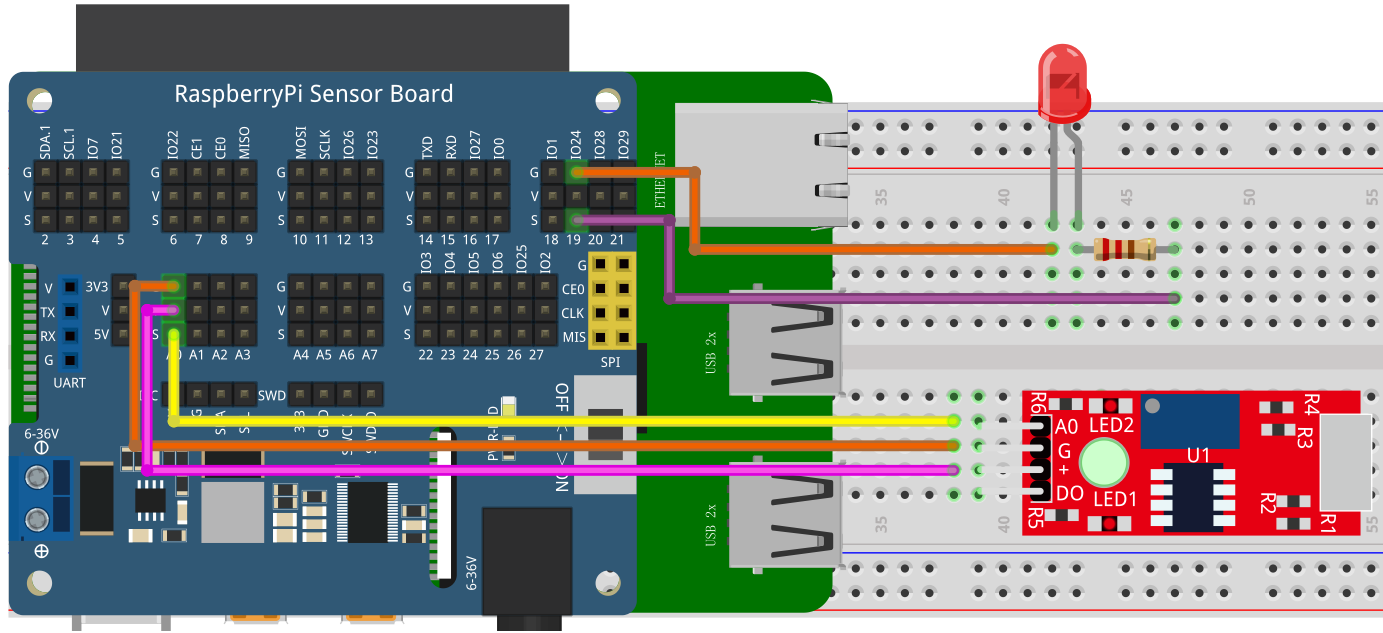 RaspberryPi Sensor Board
SDA.1 SCL.1 IO7 IO21 IO22 CE1 CE0 MISO MOSI SCLK IO26 IO23 TXD RXD IO27 IO0 IO1 IO24 IO28 IO29
G G G G G
V V V V V
S S S S S
2 3 4 5 6 7 8 9 10 11 12 13 14 15 16 17 18 19 20 21
ETHERNET
35 40 45 50 55
IO3 IO4 IO5 IO6 IO25 IO2
V 3V3 G G G
TX V V V CE0
RX 5V S S S CLK
G MIS
A0 A1 A2 A3 A4 A5 A6 A7 22 23 24 25 26 27
UART SPI
USB 2x
SWD
OFF
ON
6-36V
R6 A0 LED2 R4
G R3
+ U1
DO LED1
R5 R2 R1
USB 2x
35 40 55
6-36V